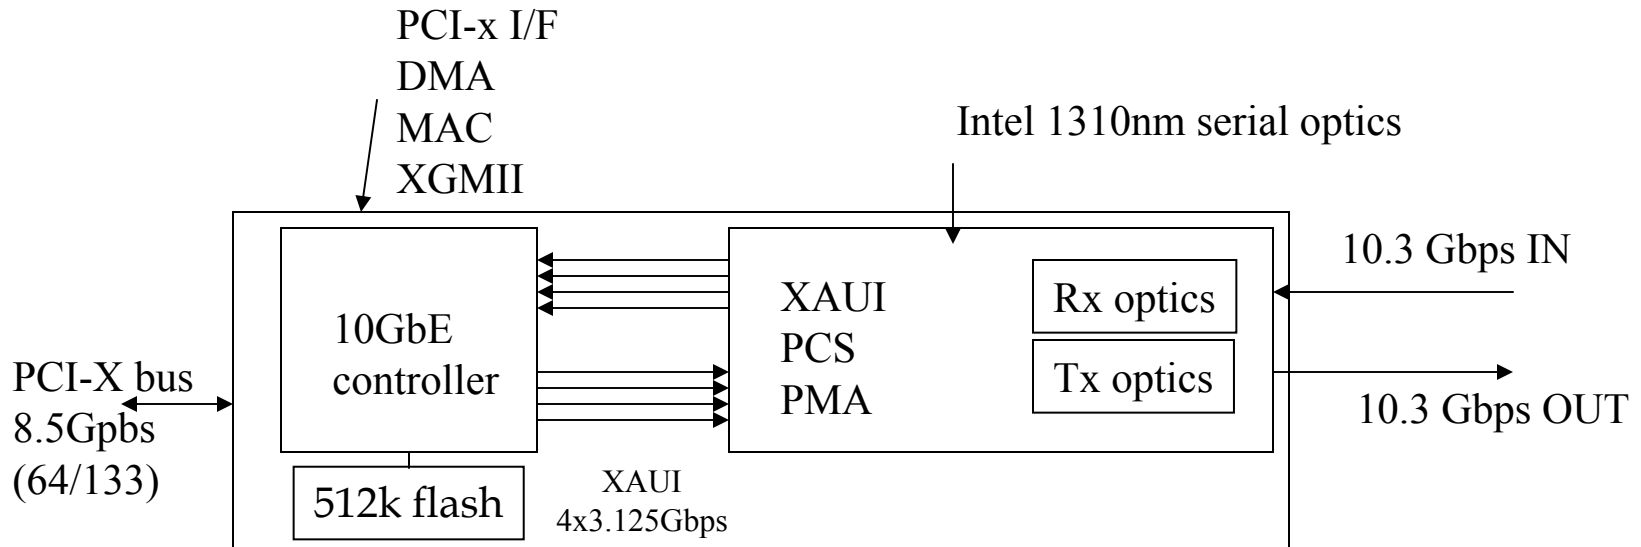 PCI-x I/F
DMA
MAC
XGMII
Intel 1310nm serial optics
10GbE
controller
512k flash
XAUI
4x3.125Gbps
XAUI
PCS
PMA
Rx optics
Tx optics
10.3 Gbps IN
10.3 Gbps OUT
PCI-X bus
8.5Gpbs
(64/133)